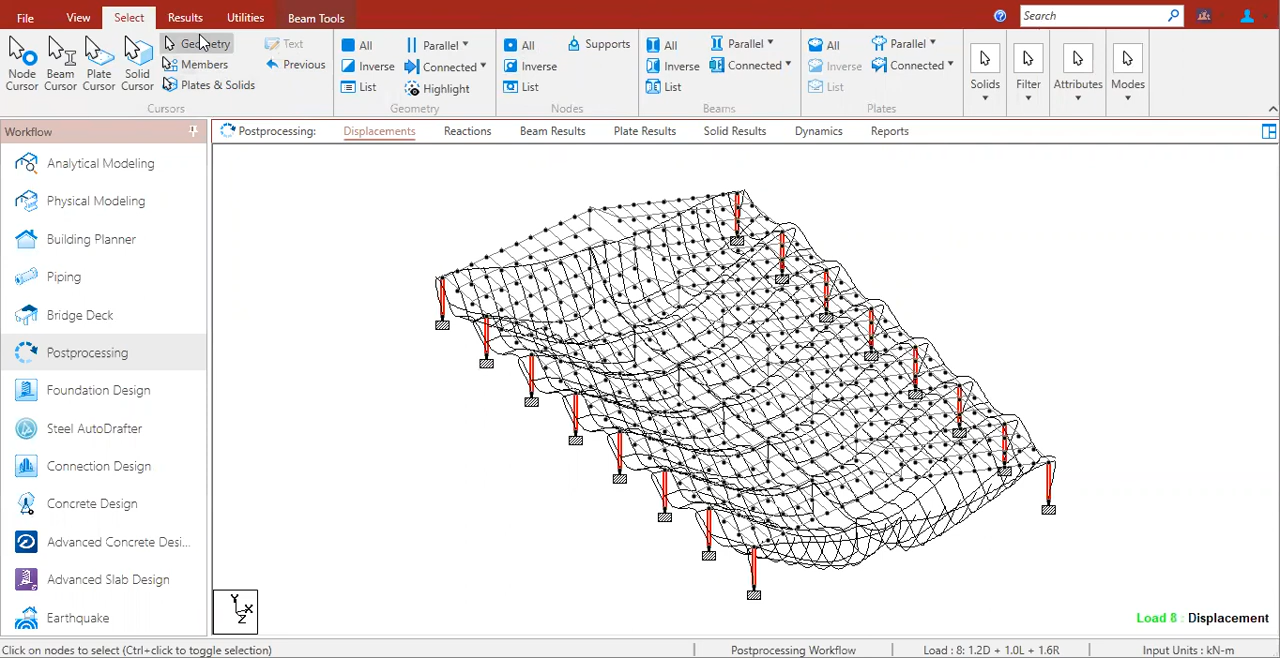 File View Select Results Utilities Beam Tools Search
Node Cursor
Beam Cursor
Plate Cursor
Solid Cursor
Geometry
Members
Plates & Solids
Text
Previous
Cursors
All
Inverse
List
Parallel
Connected
Highlight
Geometry
All
Inverse
List
Supports
Nodes
All
Inverse
List
Parallel
Connected
Beams
All
Inverse
List
Parallel
Connected
Plates
Solids
Filter
Attributes
Modes
Workflow
Postprocessing: Displacements Reactions Beam Results Plate Results Solid Results Dynamics Reports
Analytical Modeling
Physical Modeling
Building Planner
Piping
Bridge Deck
Postprocessing
Foundation Design
Steel AutoDrafter
Connection Design
Concrete Design
Advanced Concrete Desi...
Advanced Slab Design
Earthquake
Y
X
Z
Load 8 : Displacement
Click on nodes to select (Ctrl+click to toggle selection) Postprocessing Workflow Load : 8: 1.2D + 1.0L + 1.6R Input Units : kN-m